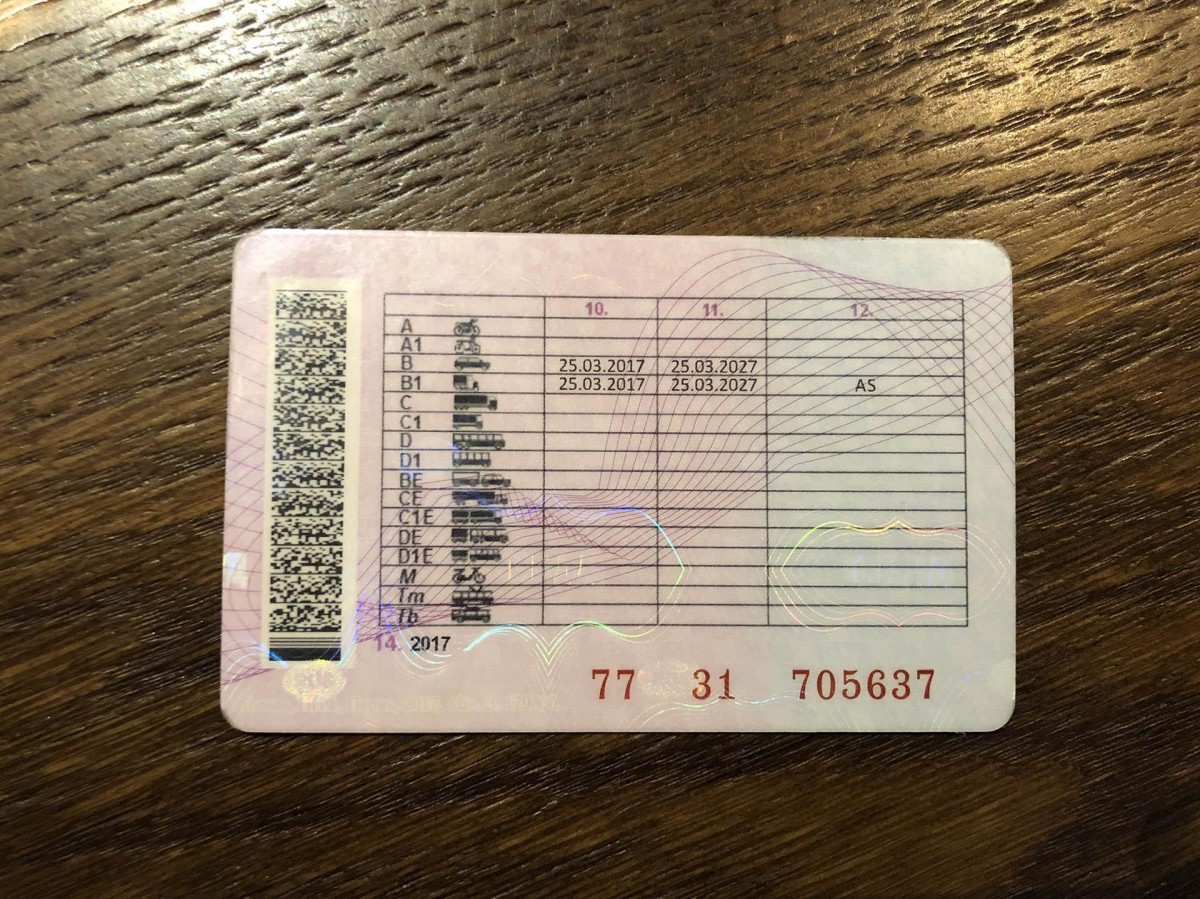 10. 11. 12.
A
A1
B 25.03.2017 25.03.2027
B1 25.03.2017 25.03.2027 AS
C
C1
D
D1
BE
CE
C1E
DE
D1E
M
Tm
Tb
14. 2017
77 31 705637